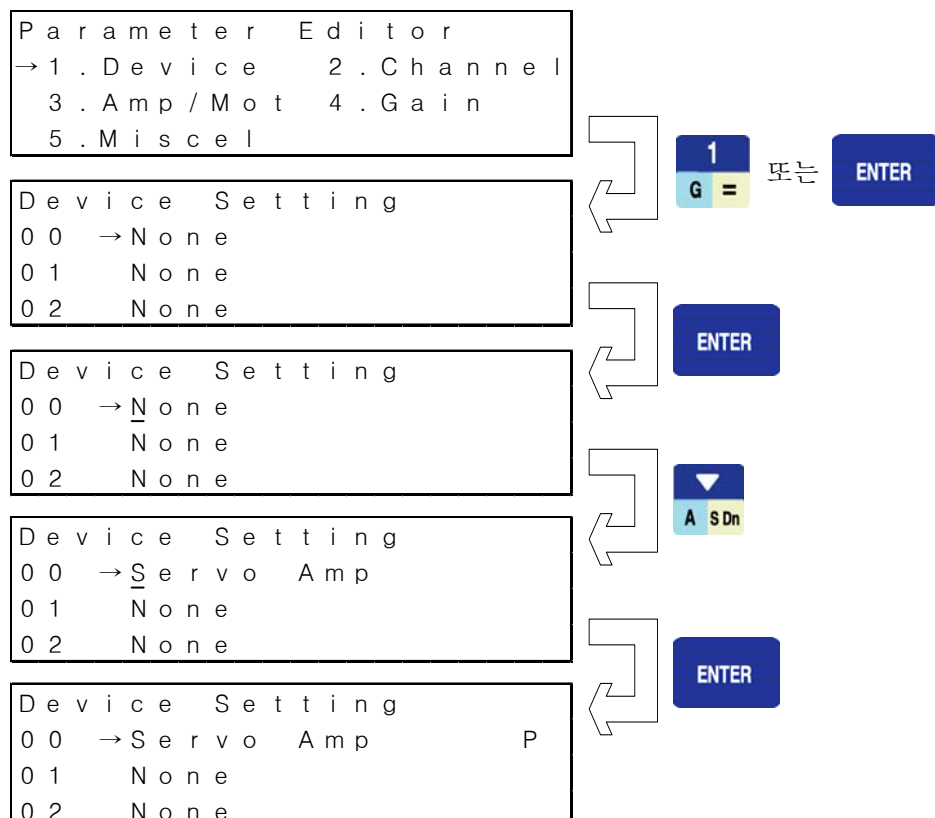 Parameter Editor
→1.Device 2.Channel
3.Amp/Mot 4.Gain
5.Miscel
1
G =
또는
ENTER
Device Setting
00 →None
01 None
02 None
ENTER
Device Setting
00 →None
01 None
02 None
A S Dn
Device Setting
00 →Servo Amp
01 None
02 None
ENTER
Device Setting
00 →Servo Amp P
01 None
02 None